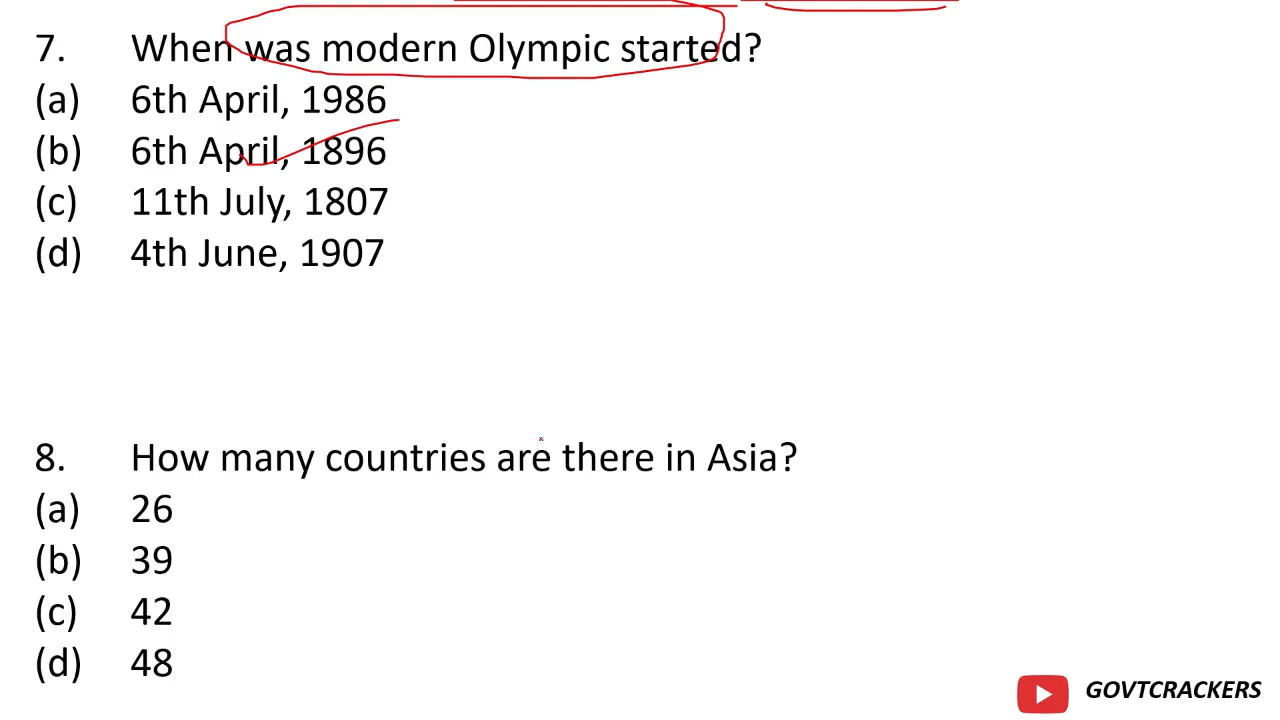 7. When was modern Olympic started?
(a) 6th April, 1986
(b) 6th April, 1896
(c) 11th July, 1807
(d) 4th June, 1907
8. How many countries are there in Asia?
(a) 26
(b) 39
(c) 42
(d) 48
GOVTCRACKERS